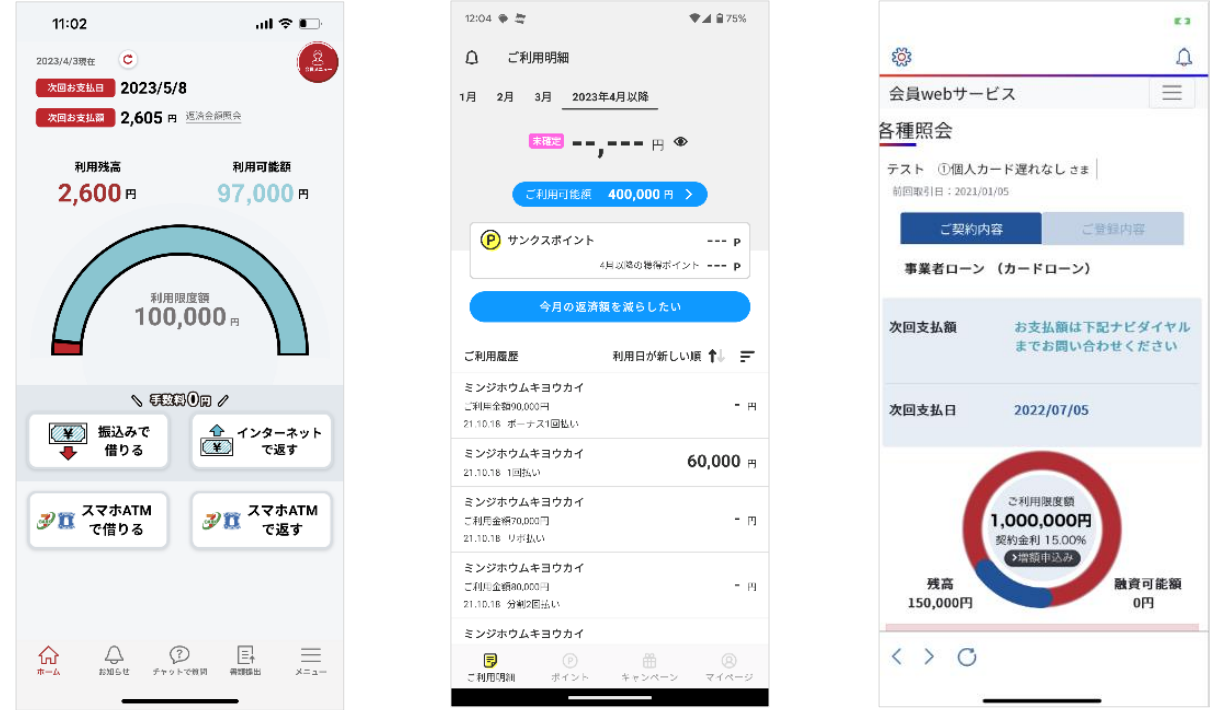 11:02
2023/4/3現在
会員メニュー
次回お支払日 2023/5/8
次回お支払額 2,605 円 返済金額照会
利用残高 利用可能額
2,600 円 97,000 円
利用限度額
100,000 円
手数料0円
振込みで
借りる
インターネット
で返す
スマホATM
で借りる
スマホATM
で返す
ホーム お知らせ チャットで質問 書類提出 メニュー
12:04 75%
ご利用明細
1月 2月 3月 2023年4月以降
未確定 --,--- 円
ご利用可能額 400,000 円
P サンクスポイント --- P
4月以降の獲得ポイント --- P
今月の返済額を減らしたい
ご利用履歴 利用日が新しい順
ミンジホウムキヨウカイ
ご利用金額90,000円 - 円
21.10.18 ボーナス1回払い
ミンジホウムキヨウカイ
60,000 円
21.10.18 1回払い
ミンジホウムキヨウカイ
ご利用金額70,000円 - 円
21.10.18 リボ払い
ミンジホウムキヨウカイ
ご利用金額80,000円 - 円
21.10.18 分割2回払い
ミンジホウムキヨウカイ
ご利用明細 ポイント キャンペーン マイページ
会員webサービス
各種照会
テスト ①個人カード遅れなし さま
前回取引日：2021/01/05
ご契約内容 ご登録内容
事業者ローン （カードローン）
次回支払額 お支払額は下記ナビダイヤル
までお問い合わせください
次回支払日 2022/07/05
ご利用限度額
1,000,000円
契約金利 15.00%
増額申込み
残高 融資可能額
150,000円 0円